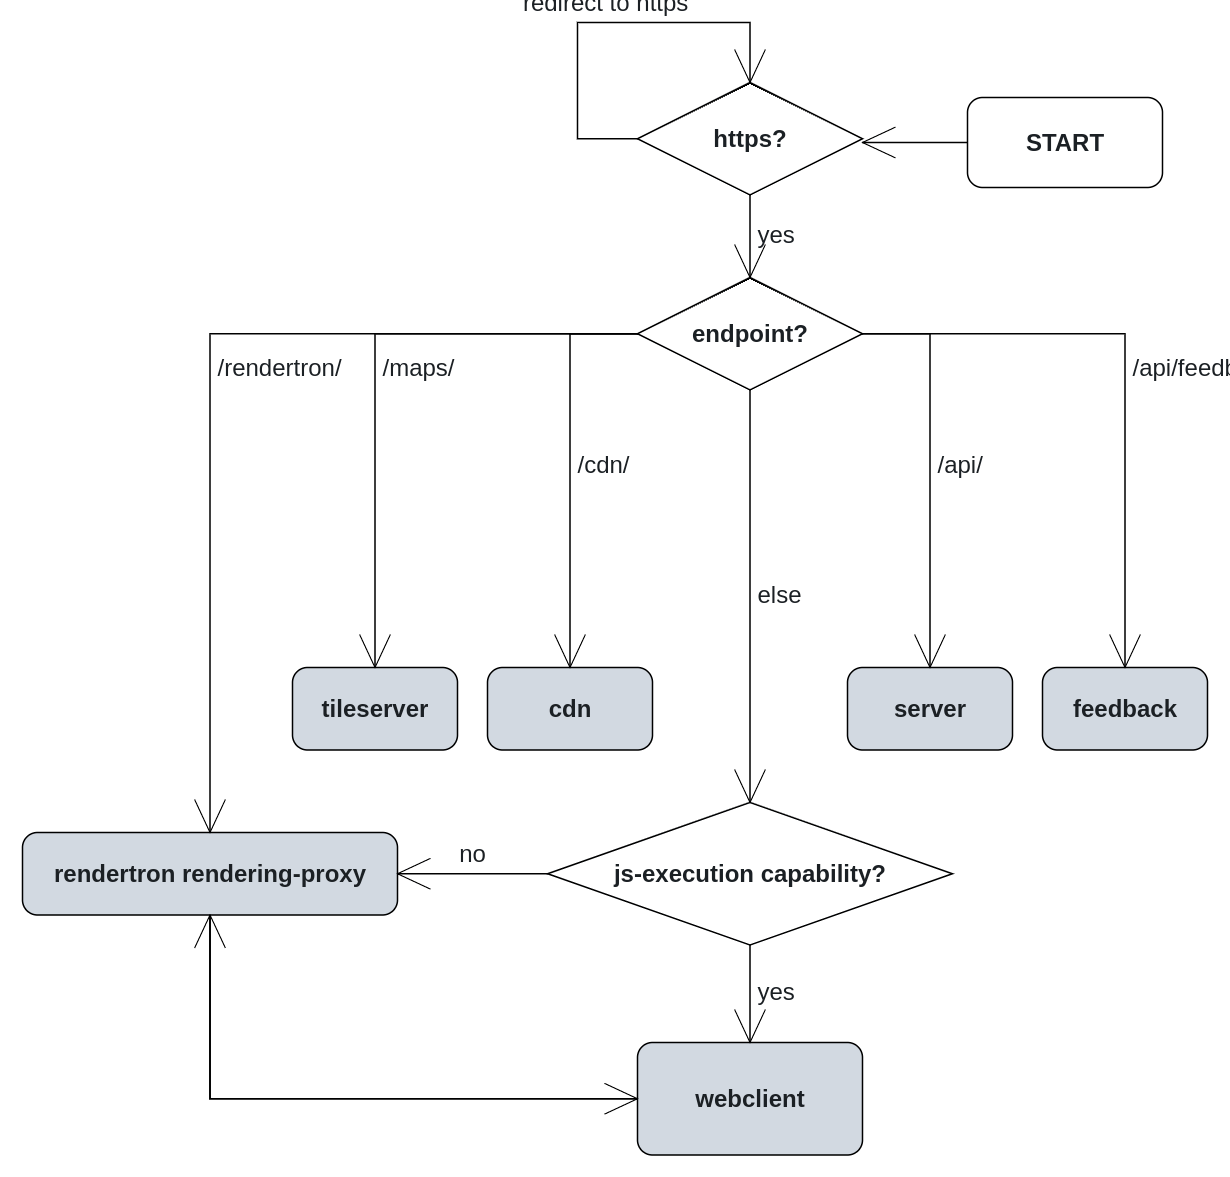 redirect to https
https?
START
yes
endpoint?
/rendertron/
/maps/
/api/feedb
/cdn/
/api/
else
tileserver
cdn
server
feedback
no
rendertron rendering-proxy
js-execution capability?
yes
webclient